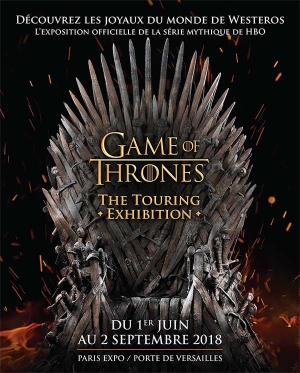 DÉCOUVREZ LES JOYAUX DU MONDE DE WESTEROS
L'EXPOSITION OFFICIELLE DE LA SÉRIE MYTHIQUE DE HBO
GAME OF
THRONES
THE TOURING
EXHIBITION
DU 1ER JUIN
AU 2 SEPTEMBRE 2018
PARIS EXPO / PORTE DE VERSAILLES